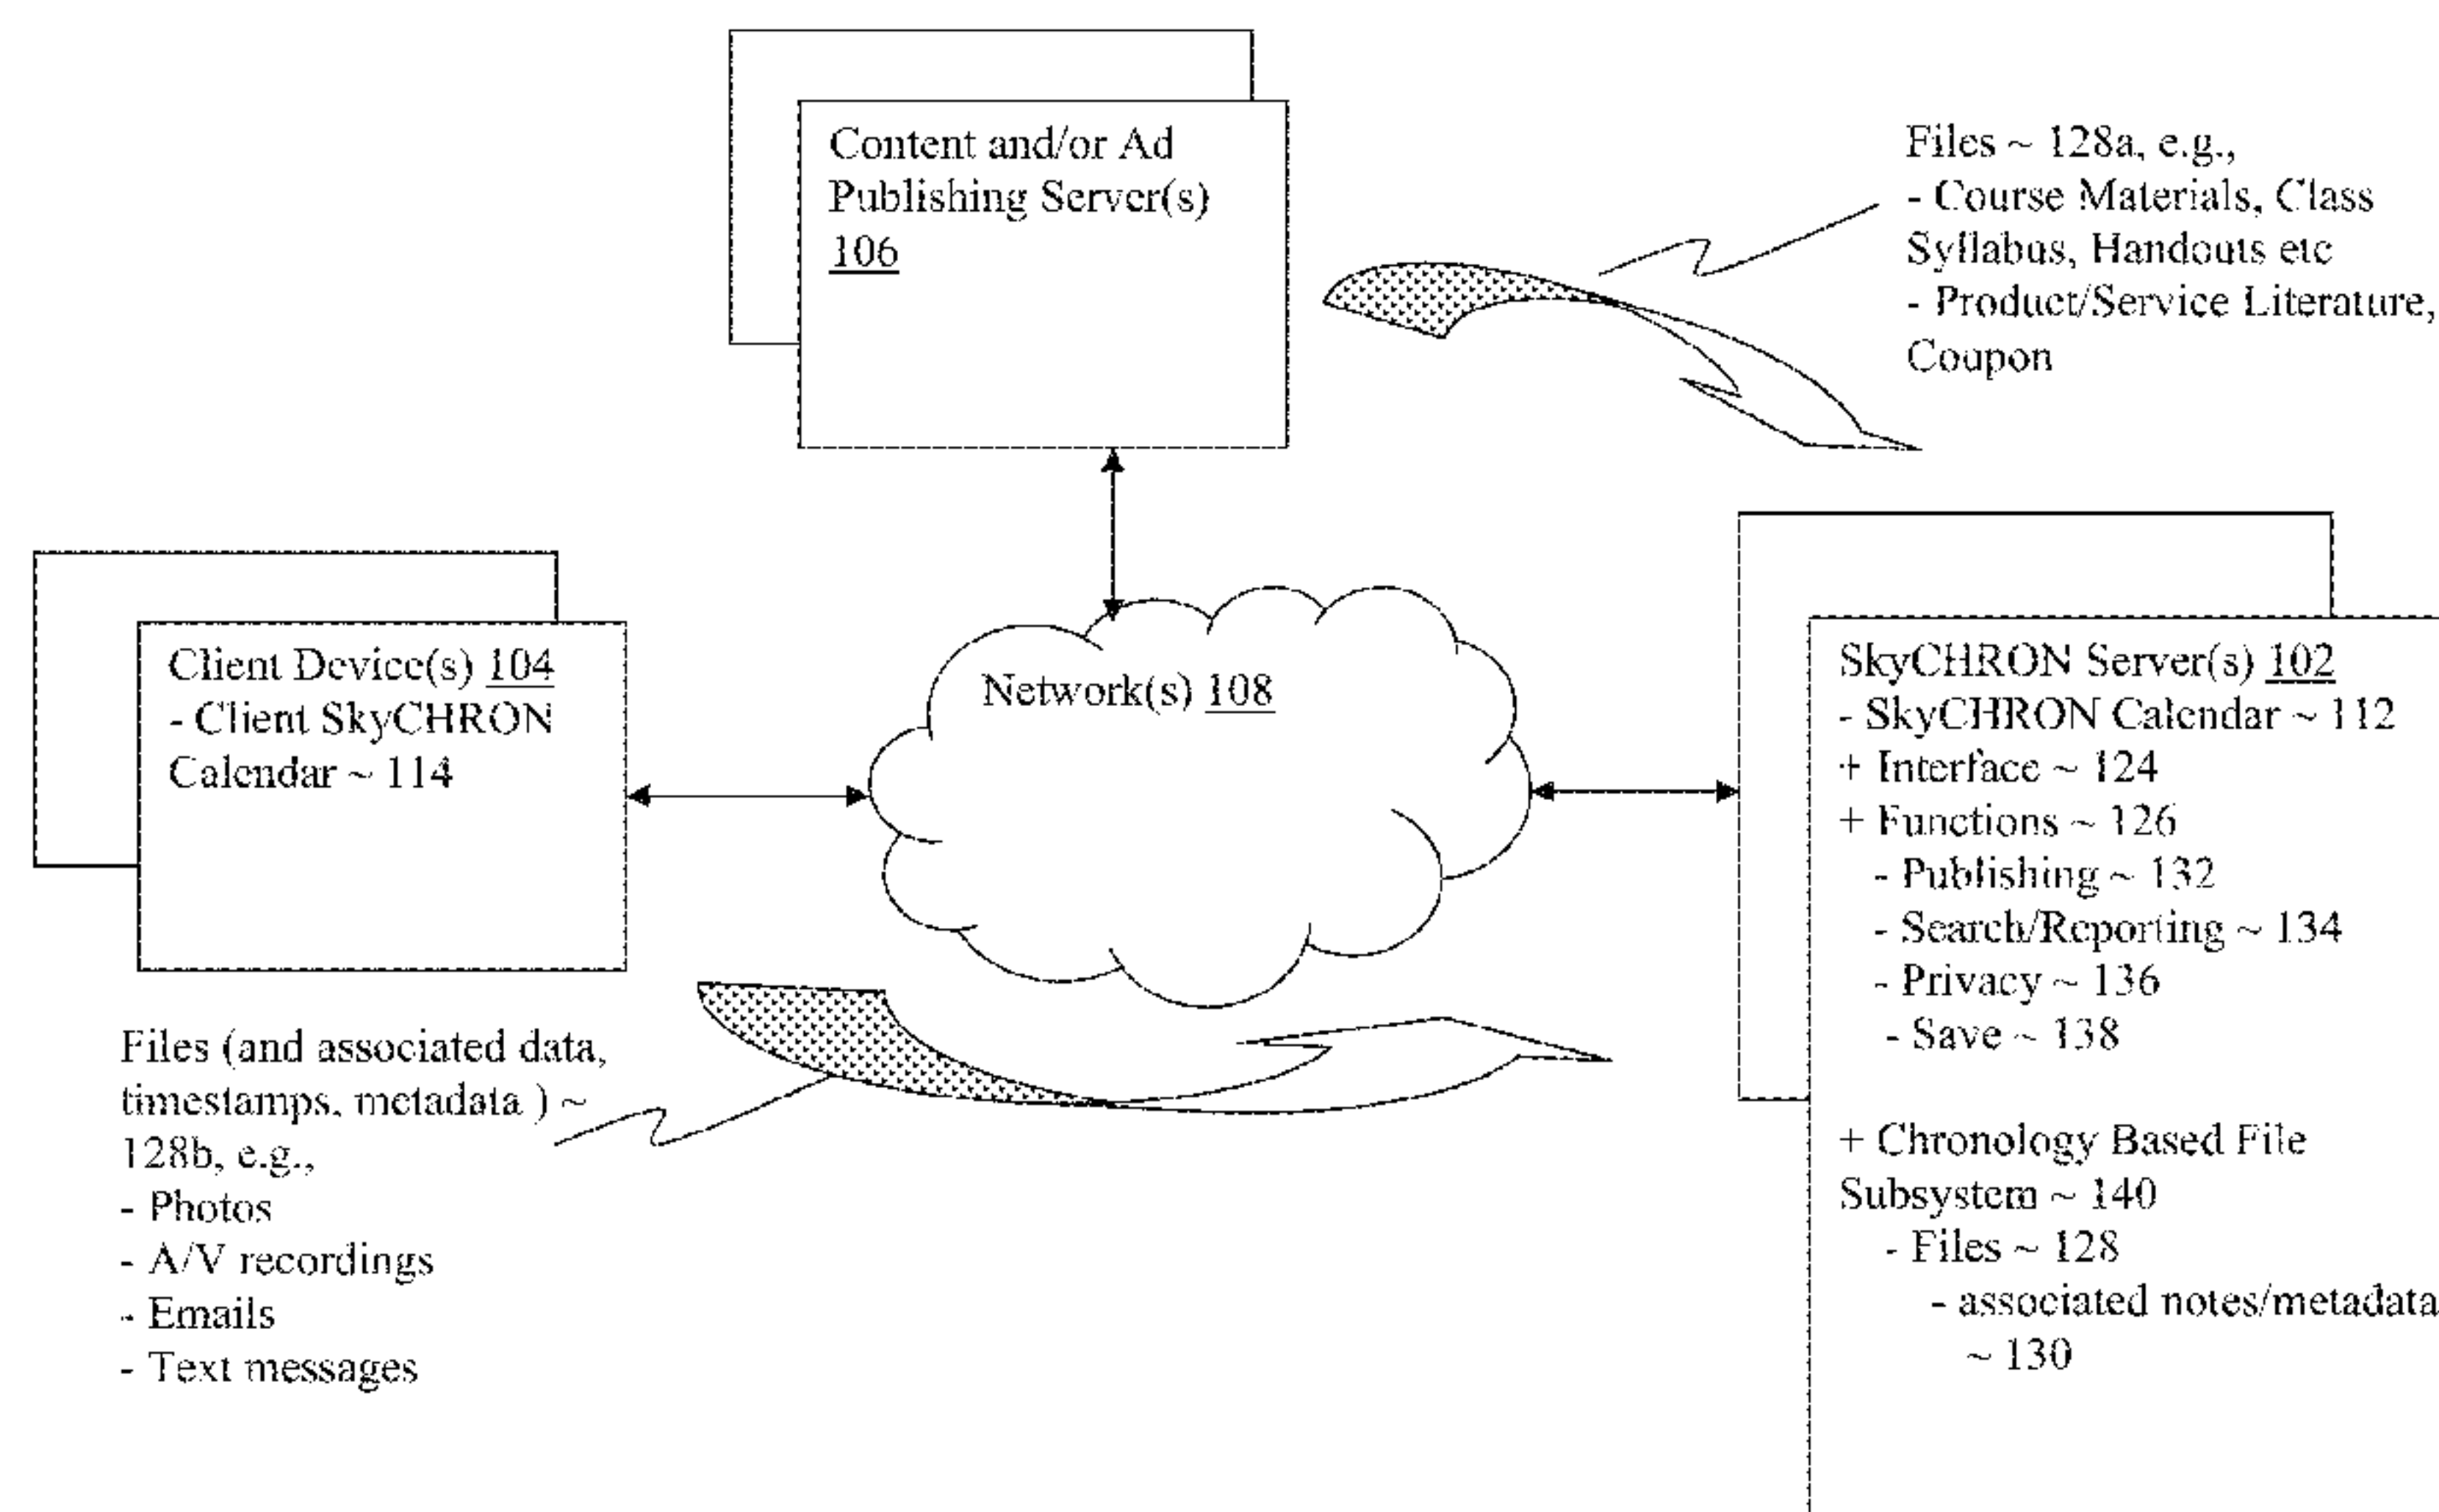 Content and/or Ad
Publishing Server(s)
106
Files ~ 128a, e.g.,
- Course Materials, Class
Syllabus, Handouts etc
- Product/Service Literature,
Coupon
Client Device(s) 104
- Client SkyCHRON
Calendar ~ 114
Network(s) 108
SkyCHRON Server(s) 102
- SkyCHRON Calendar ~ 112
+ Interface ~ 124
+ Functions ~ 126
- Publishing ~ 132
- Search/Reporting ~ 134
- Privacy ~ 136
- Save ~ 138
+ Chronology Based File
Subsystem ~ 140
- Files ~ 128
- associated notes/metadata
~ 130
Files (and associated data,
timestamps, metadata ) ~
128b, e.g.,
- Photos
- A/V recordings
- Emails
- Text messages